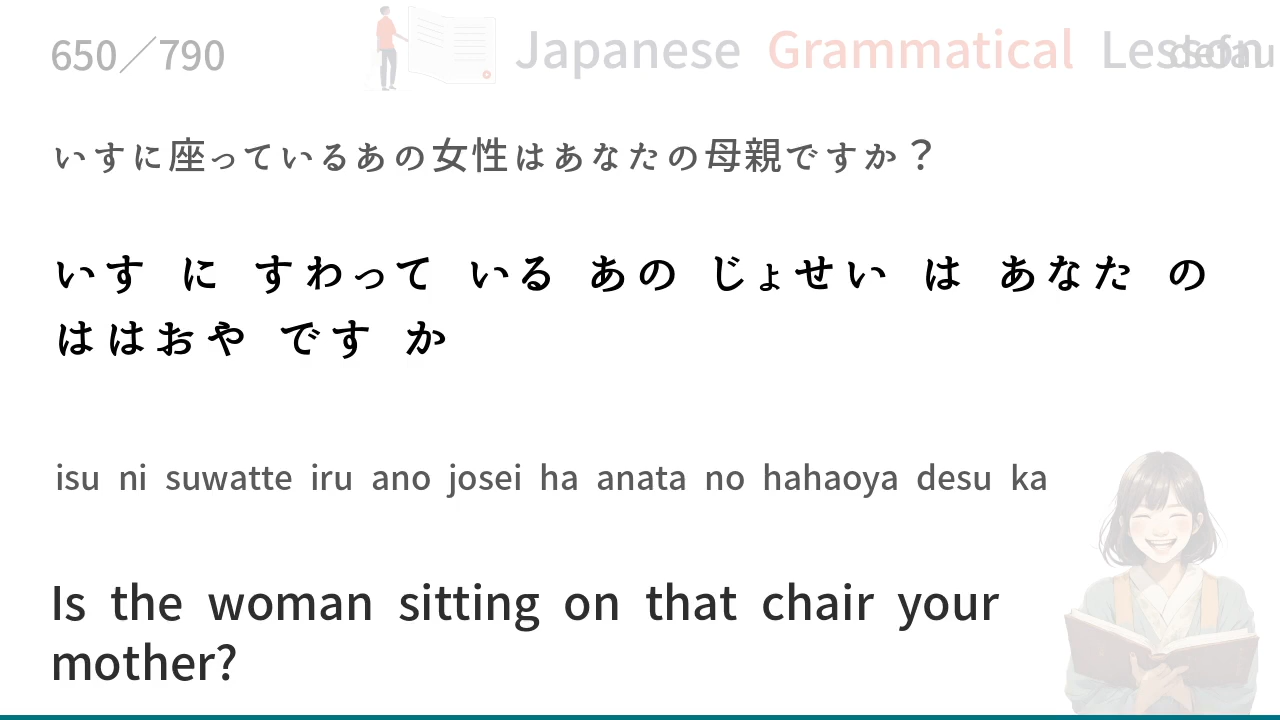 650／790
Japanese Grammatical Lesson
defau
いすに座っているあの女性はあなたの母親ですか？
いす に すわって いる あの じょせい は あなた の
ははおや です か
isu ni suwatte iru ano josei ha anata no hahaoya desu ka
Is the woman sitting on that chair your
mother?